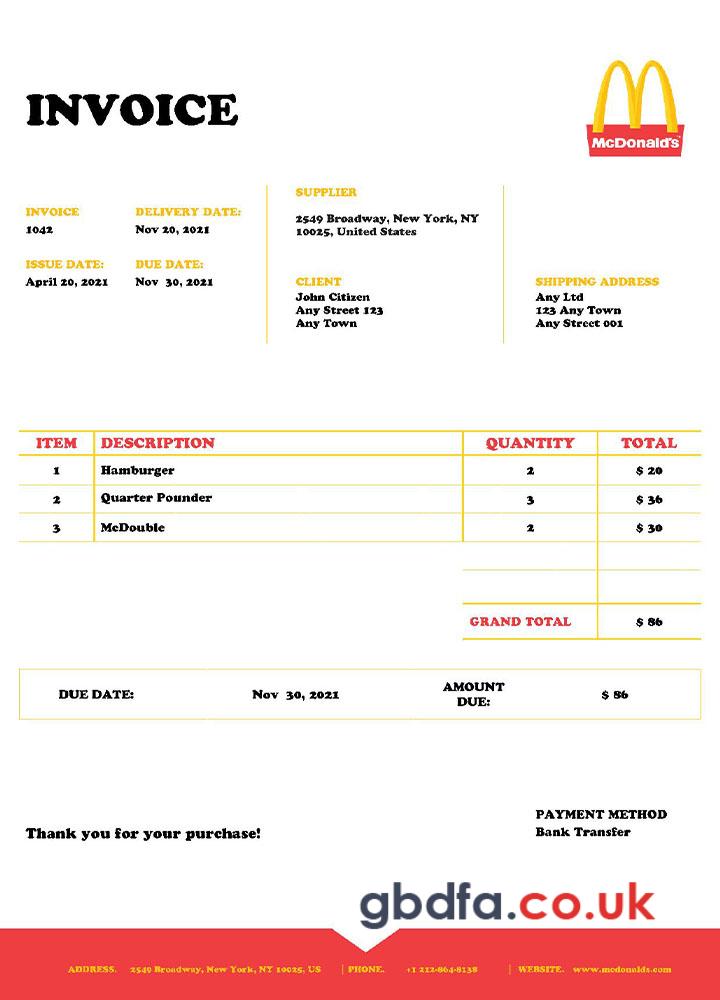 INVOICE
McDonald's
SUPPLIER
INVOICE
DELIVERY DATE:
1042
Nov 20, 2021
2549 Broadway, New York, NY
10025, United States
ISSUE DATE:
DUE DATE:
April 20, 2021
Nov 30, 2021
CLIENT
John Citizen
Any Street 123
Any Town
SHIPPING ADDRESS
Any Ltd
123 Any Town
Any Street 001
ITEM DESCRIPTION QUANTITY TOTAL
1 Hamburger 2 $ 20
2 Quarter Pounder 3 $ 36
3 McDouble 2 $ 30
GRAND TOTAL $ 86
DUE DATE: Nov 30, 2021 AMOUNT DUE: $ 86
PAYMENT METHOD
Bank Transfer
Thank you for your purchase!
gbdfa.co.uk
ADDRESS. 2549 Broadway, New York, NY 10025, US | PHONE. +1 212-864-8138 | WEBSITE. www.mcdonalds.com